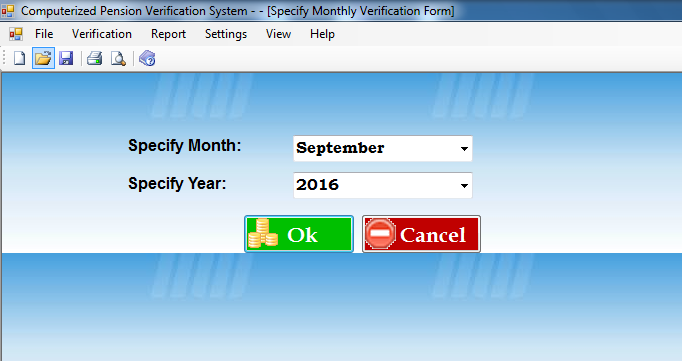 Computerized Pension Verification System - - [Specify Monthly Verification Form]
File Verification Report Settings View Help
Specify Month: September
Specify Year: 2016
Ok Cancel